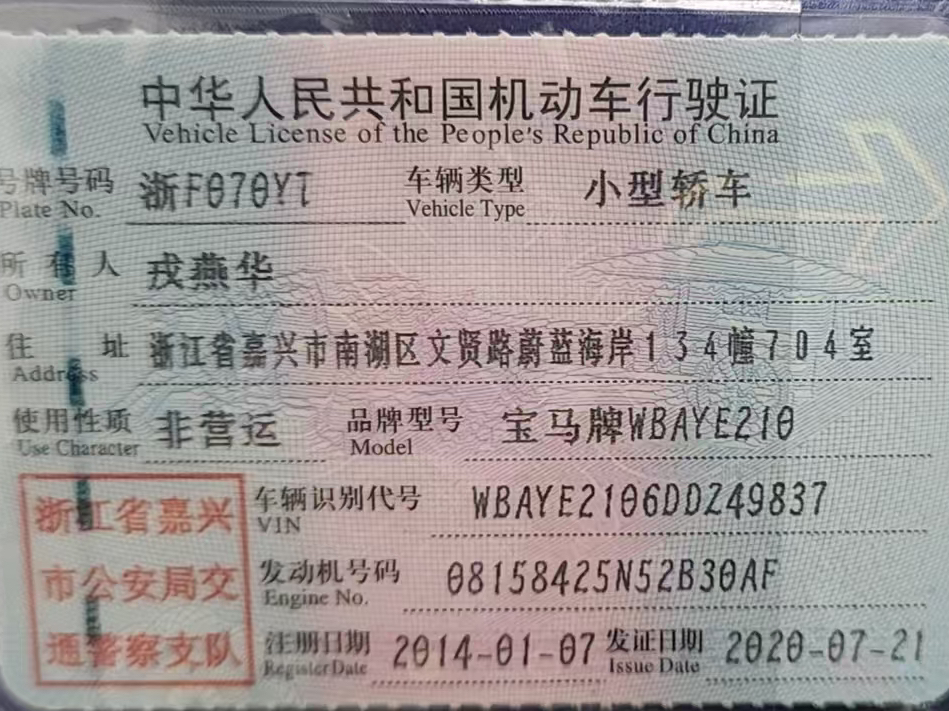 中华人民共和国机动车行驶证
Vehicle License of the People's Republic of China
号牌号码 浙F070YT 车辆类型 小型轿车
Plate No. Vehicle Type
所有人 戎燕华
Owner
住址 浙江省嘉兴市南湖区文贤路蔚蓝海岸134幢704室
Address
使用性质 非营运 品牌型号 宝马牌WBAYE210
Use Character Model
浙江省嘉兴 车辆识别代号 WBAYE2106DDZ49837
VIN
市公安局交 发动机号码 08158425N52B30AF
Engine No.
通警察支队 注册日期 2014-01-07 发证日期 2020-07-21
Register Date Issue Date